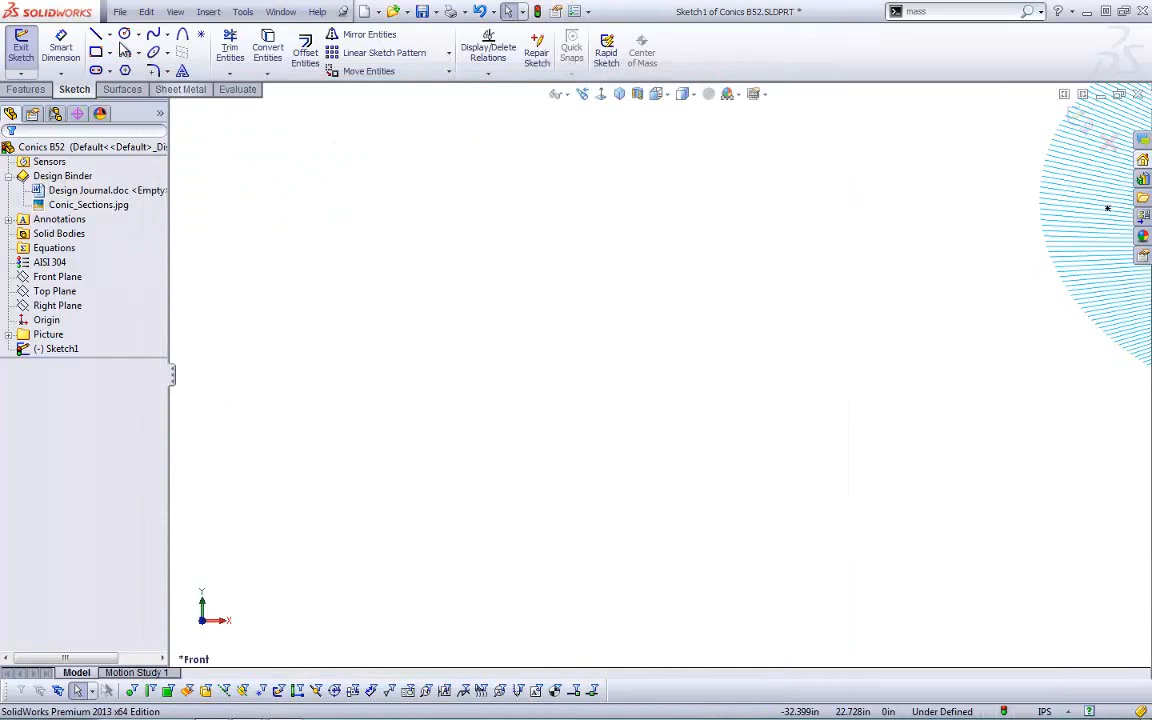 SOLIDWORKS File Edit View Insert Tools Window Help Sketch1 of Conics B52.SLDPRT * mass
Exit Sketch Smart Dimension Trim Entities Convert Entities Offset Entities Mirror Entities Linear Sketch Pattern Move Entities Display/Delete Relations Repair Sketch Quick Snaps Rapid Sketch Center of Mass
Features Sketch Surfaces Sheet Metal Evaluate
Conics B52 (Default<<Default>_Di
Sensors
Design Binder
Design Journal.doc <Empty>
Conic_Sections.jpg
Annotations
Solid Bodies
Equations
AISI 304
Front Plane
Top Plane
Right Plane
Origin
Picture
(-) Sketch1
Y
X
*Front
Model Motion Study 1
SolidWorks Premium 2013 x64 Edition -32.399in 22.728in 0in Under Defined IPS